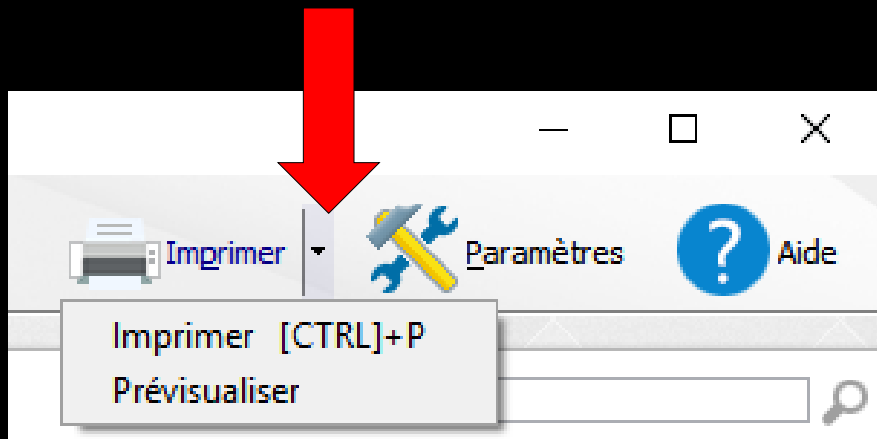 Imprimer
Paramètres
?
Aide
Imprimer [CTRL]+P
Prévisualiser